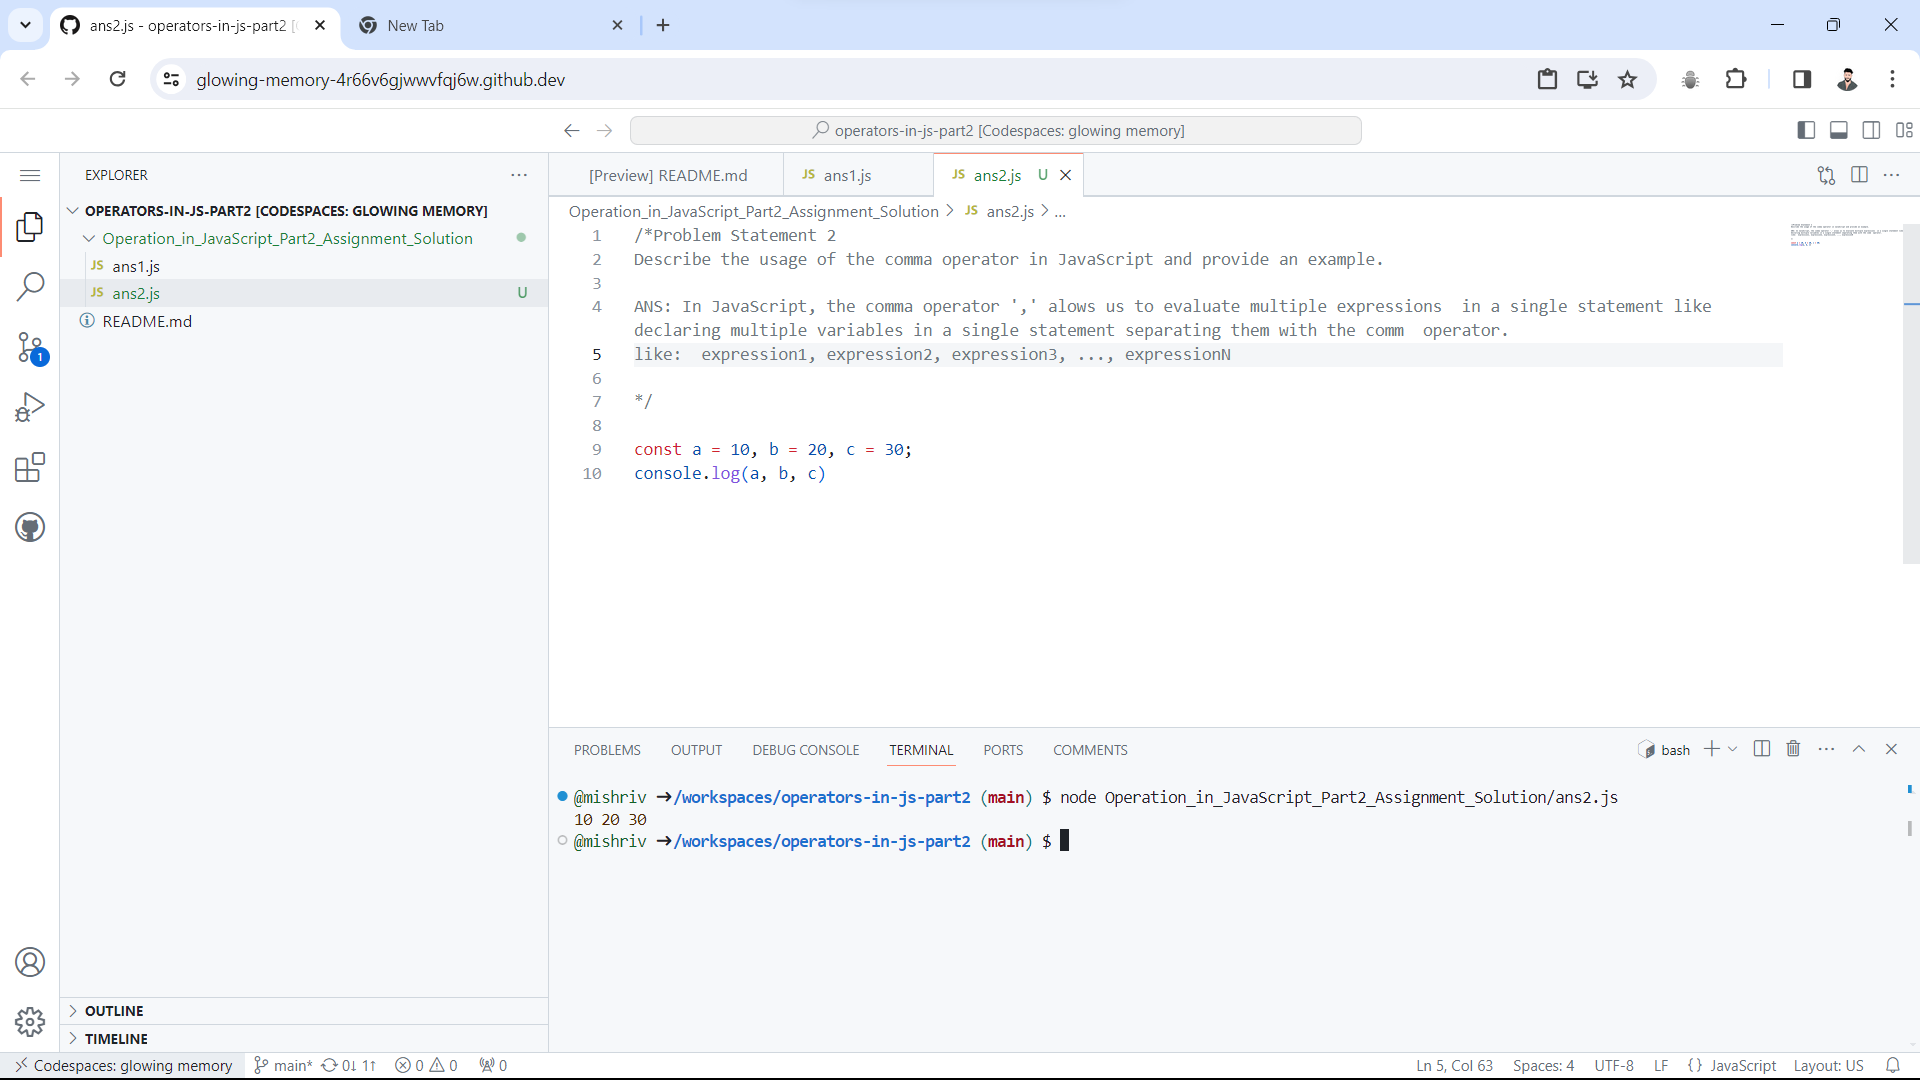 ans2.js - operators-in-js-part2 [
New Tab
glowing-memory-4r66v6gjwwvfqj6w.github.dev
operators-in-js-part2 [Codespaces: glowing memory]
EXPLORER
OPERATORS-IN-JS-PART2 [CODESPACES: GLOWING MEMORY]
Operation_in_JavaScript_Part2_Assignment_Solution
JS ans1.js
JS ans2.js U
README.md
1
[Preview] README.md
JS ans1.js
JS ans2.js U
Operation_in_JavaScript_Part2_Assignment_Solution > JS ans2.js > ...
1 /*Problem Statement 2
2 Describe the usage of the comma operator in JavaScript and provide an example.
3
4 ANS: In JavaScript, the comma operator ',' alows us to evaluate multiple expressions  in a single statement like
declaring multiple variables in a single statement separating them with the comm  operator.
5 like:  expression1, expression2, expression3, ..., expressionN
6
7 */
8
9 const a = 10, b = 20, c = 30;
10 console.log(a, b, c)
PROBLEMS OUTPUT DEBUG CONSOLE TERMINAL PORTS COMMENTS
bash
@mishriv ➜/workspaces/operators-in-js-part2 (main) $ node Operation_in_JavaScript_Part2_Assignment_Solution/ans2.js
10 20 30
@mishriv ➜/workspaces/operators-in-js-part2 (main) $
OUTLINE
TIMELINE
Codespaces: glowing memory main* 0↓ 1↑ 0 0 0 Ln 5, Col 63 Spaces: 4 UTF-8 LF {} JavaScript Layout: US